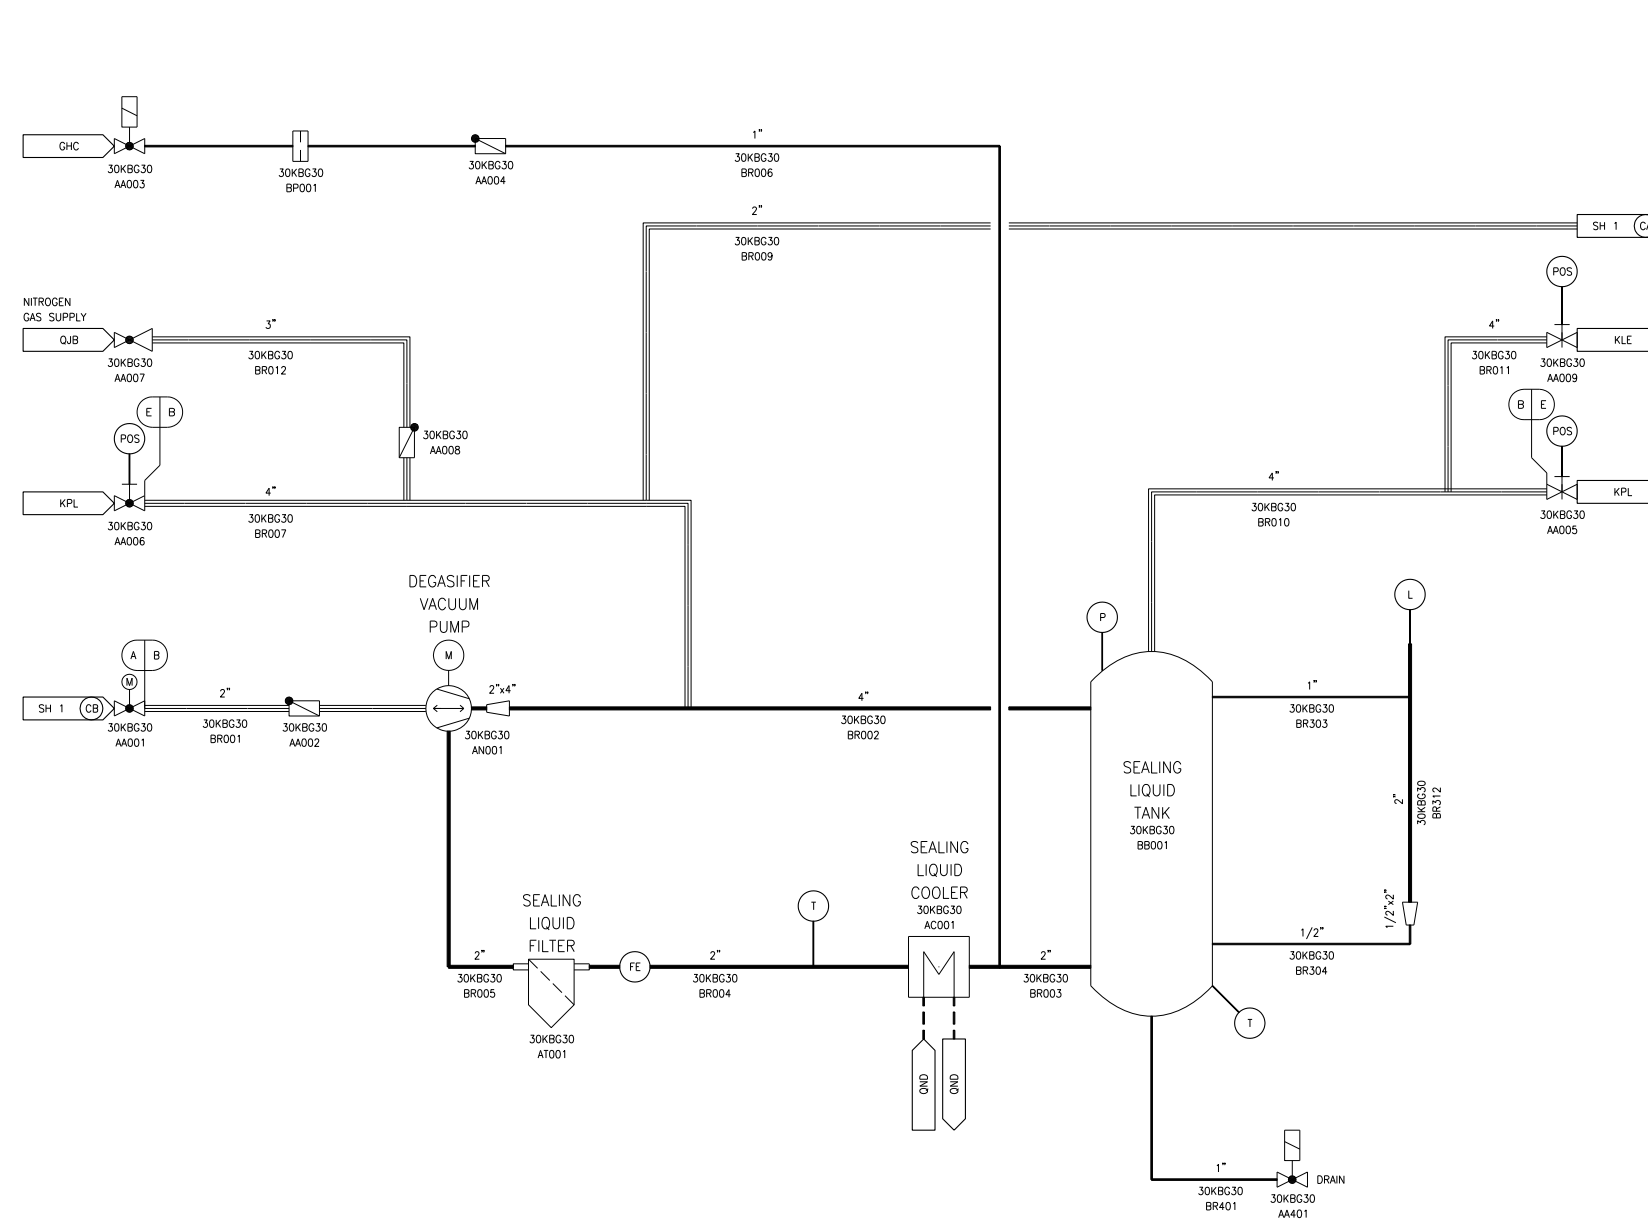 GHC
30KBG30
AA003
30KBG30
BP001
30KBG30
AA004
1"
30KBG30
BR006
2"
30KBG30
BR009
SH 1
POS
NITROGEN
GAS SUPPLY
QJB
30KBG30
AA007
3"
30KBG30
BR012
4"
30KBG30
BR011
30KBG30
AA009
KLE
E B
POS
30KBG30
AA008
B E
POS
KPL
30KBG30
AA006
4"
30KBG30
BR007
4"
30KBG30
BR010
30KBG30
AA005
KPL
DEGASIFIER
VACUUM
PUMP
M
P
L
A B
M
SH 1 CB
30KBG30
AA001
2"
30KBG30
BR001
30KBG30
AA002
2"x4"
30KBG30
AN001
4"
30KBG30
BR002
1"
30KBG30
BR303
SEALING
LIQUID
TANK
30KBG30
BB001
2"
30KBG30
BR312
1/2"x2"
1/2"
30KBG30
BR304
SEALING
LIQUID
COOLER
30KBG30
AC001
SEALING
LIQUID
FILTER
T
2"
30KBG30
BR005
FE
2"
30KBG30
BR004
2"
30KBG30
BR003
30KBG30
AT001
T
QND
QND
1"
30KBG30
BR401
30KBG30
AA401
DRAIN